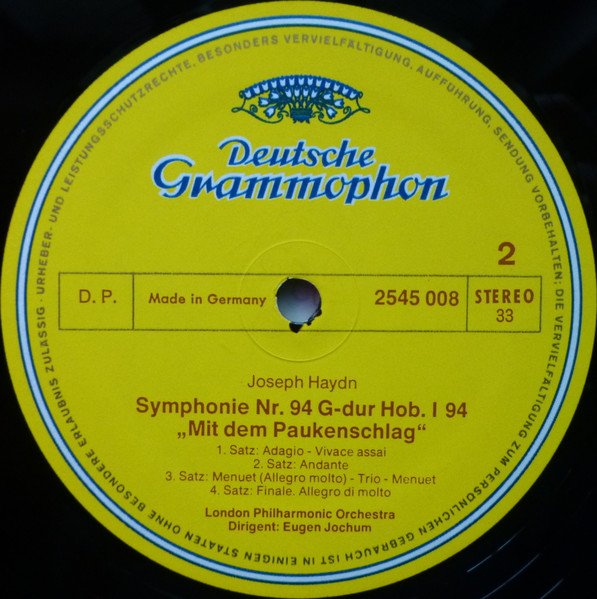 URHEBER- UND LEISTUNGSSCHUTZRECHTE, BESONDERS VERVIELFÄLTIGUNG, AUFFÜHRUNG, SENDUNG VORBEHALTEN; DIE VERVIELFÄLTIGUNG ZUM PERSÖNLICHEN GEBRAUCH IST IN EINIGEN STAATEN OHNE BESONDERE ERLAUBNIS ZULÄSSIG -
Deutsche
Grammophon
2
D. P. Made in Germany 2545 008 STEREO
33
Joseph Haydn
Symphonie Nr. 94 G-dur Hob. I 94
„Mit dem Paukenschlag“
1. Satz: Adagio - Vivace assai
2. Satz: Andante
3. Satz: Menuet (Allegro molto) - Trio - Menuet
4. Satz: Finale. Allegro di molto
London Philharmonic Orchestra
Dirigent: Eugen Jochum